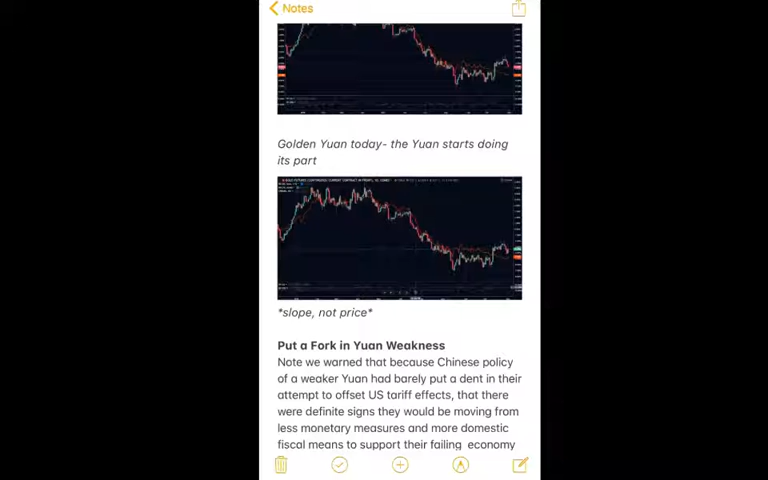 Notes
Golden Yuan today- the Yuan starts doing
its part
*slope, not price*
Put a Fork in Yuan Weakness
Note we warned that because Chinese policy
of a weaker Yuan had barely put a dent in their
attempt to offset US tariff effects, that there
were definite signs they would be moving from
less monetary measures and more domestic
fiscal means to support their failing economy